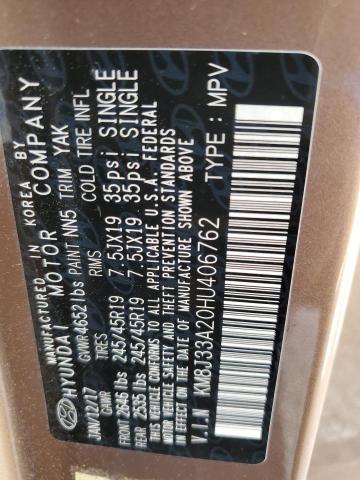 MANUFACTURED IN KOREA BY
HYUNDAI MOTOR COMPANY
JAN/12/17 GVWR4652 lbs PAINT NN5 TRIM YAK
GAWR TIRES RIMS COLD TIRE INFL
FRONT 2646 lbs 245/45R19 7.5JX19 35psi SINGLE
REAR 2535 lbs 245/45R19 7.5JX19 35psi SINGLE
THIS VEHICLE CONFORMS TO ALL APPLICABLE U.S.A. FEDERAL
MOTOR VEHICLE SAFETY, BUMPER, AND
THEFT PREVENTION STANDARDS IN EFFECT ON
THE DATE OF MANUFACTURE SHOWN ABOVE.
V.I.N KM8J33A20HU406762 TYPE : MPV